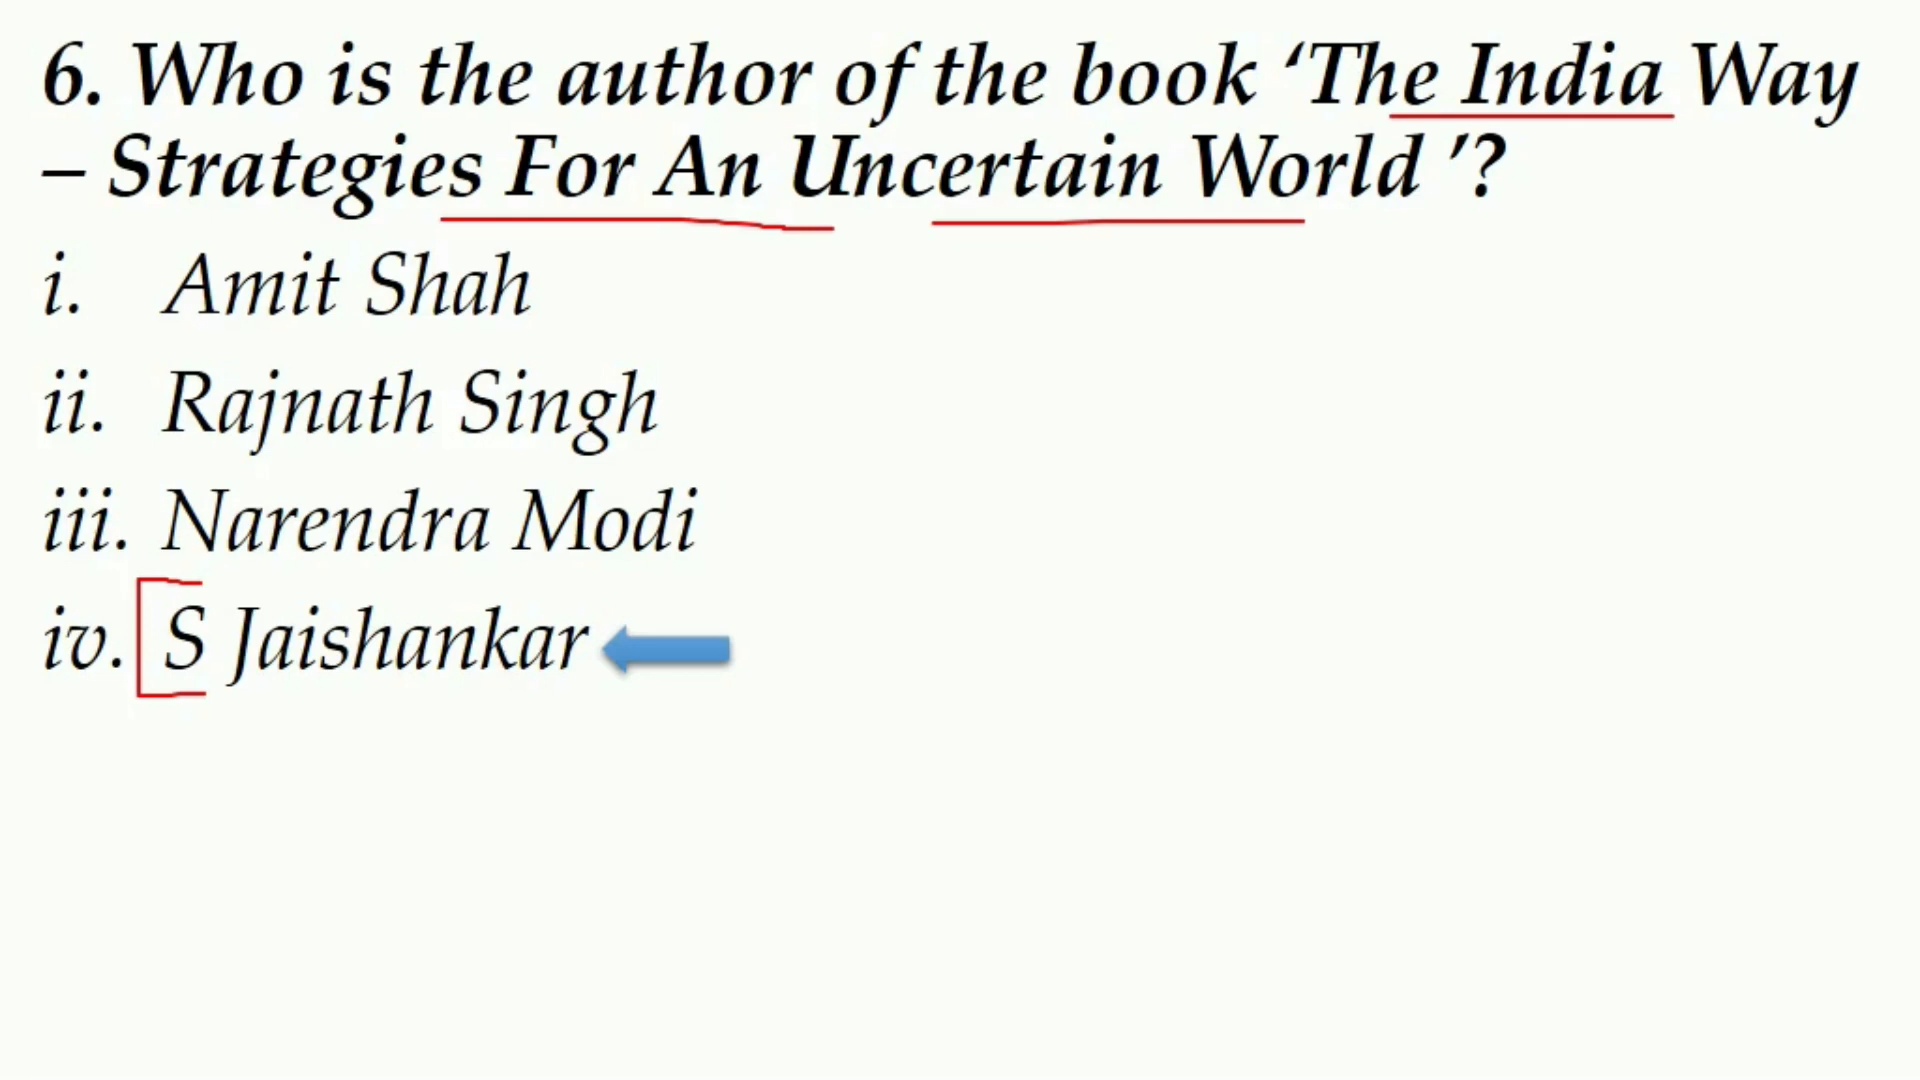 6. Who is the author of the book ‘The India Way
– Strategies For An Uncertain World ’?
i. Amit Shah
ii. Rajnath Singh
iii. Narendra Modi
iv. S Jaishankar